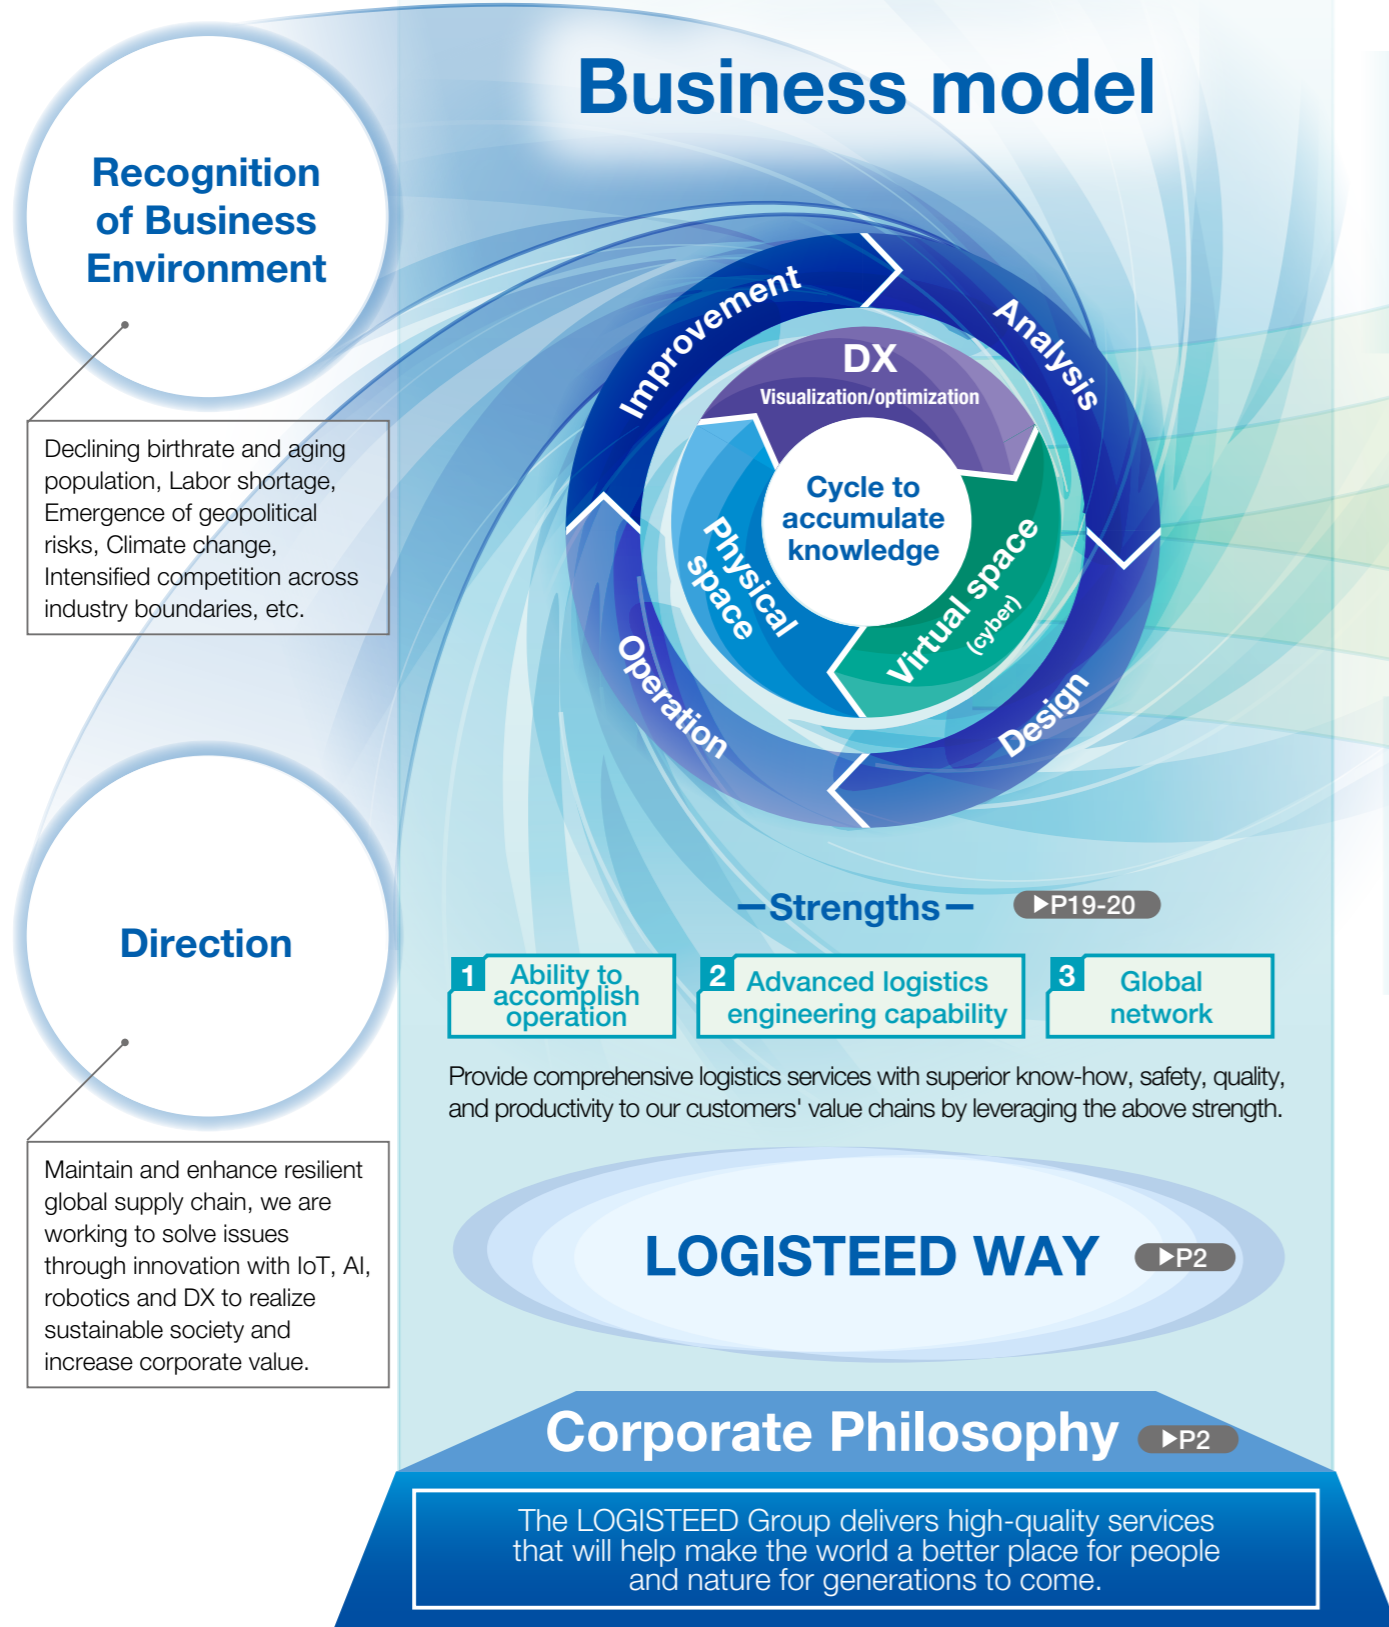 Business model
Recognition
of Business
Environment
Declining birthrate and aging
population, Labor shortage,
Emergence of geopolitical
risks, Climate change,
Intensified competition across
industry boundaries, etc.
Direction
Maintain and enhance resilient
global supply chain, we are
working to solve issues
through innovation with IoT, AI,
robotics and DX to realize
sustainable society and
increase corporate value.
Improvement
Analysis
Design
Operation
DX
Visualization/optimization
Virtual space
(cyber)
Physical
space
Cycle to
accumulate
knowledge
Strengths
▶P19-20
1 Ability to
accomplish
operation
2 Advanced logistics
engineering capability
3 Global
network
Provide comprehensive logistics services with superior know-how, safety, quality,
and productivity to our customers' value chains by leveraging the above strength.
LOGISTEED WAY ▶P2
Corporate Philosophy ▶P2
The LOGISTEED Group delivers high-quality services
that will help make the world a better place for people
and nature for generations to come.